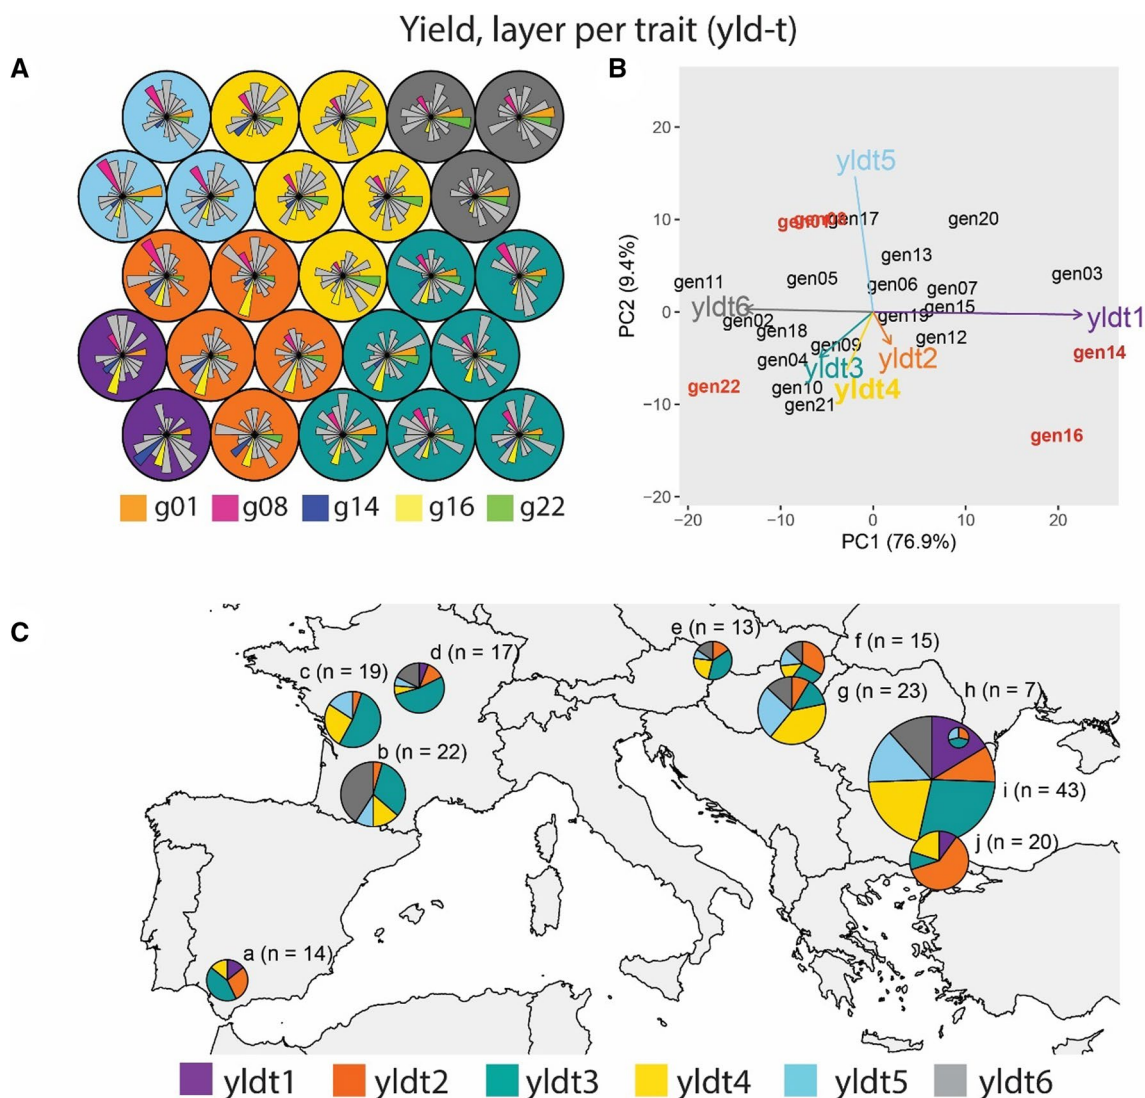 Yield, layer per trait (yld-t)
A
B
g01 g08 g14 g16 g22
PC2 (9.4%)
20
10
0
−10
−20
yldt5
gen08 gen17 gen20
gen13
gen11 gen05 gen06 gen07 gen03
yldt6 gen15 yldt1
gen02 gen19
gen18 gen09 gen12
gen04 yldt3 yldt2 gen14
gen22 gen10 yldt4
gen21
gen16
−20 −10 0 10 20
PC1 (76.9%)
C
e (n = 13)
f (n = 15)
d (n = 17)
c (n = 19)
g (n = 23)
h (n = 7)
b (n = 22)
i (n = 43)
j (n = 20)
a (n = 14)
yldt1 yldt2 yldt3 yldt4 yldt5 yldt6